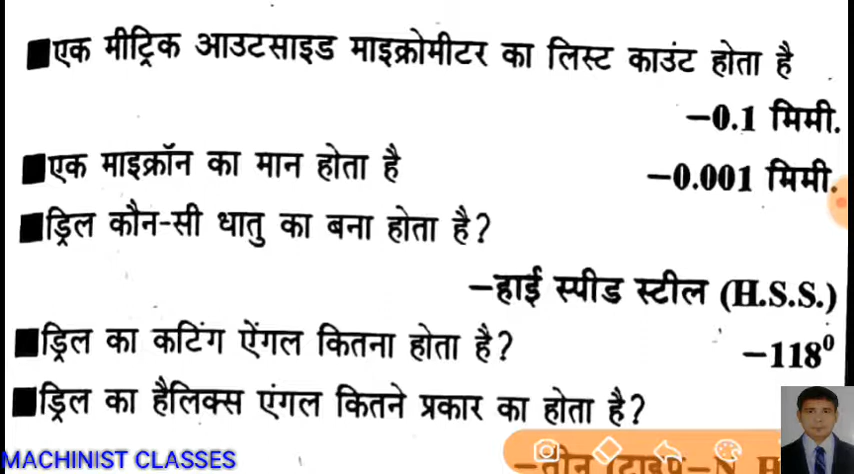 एक मीट्रिक आउटसाइड माइक्रोमीटर का लिस्ट काउंट होता है
–0.1 मिमी.
एक माइक्रॉन का मान होता है –0.001 मिमी.
ड्रिल कौन-सी धातु का बना होता है?
–हाई स्पीड स्टील (H.S.S.)
ड्रिल का कटिंग ऐंगल कितना होता है? –118⁰
ड्रिल का हैलिक्स एंगल कितने प्रकार का होता है?
–तीन
MACHINIST CLASSES